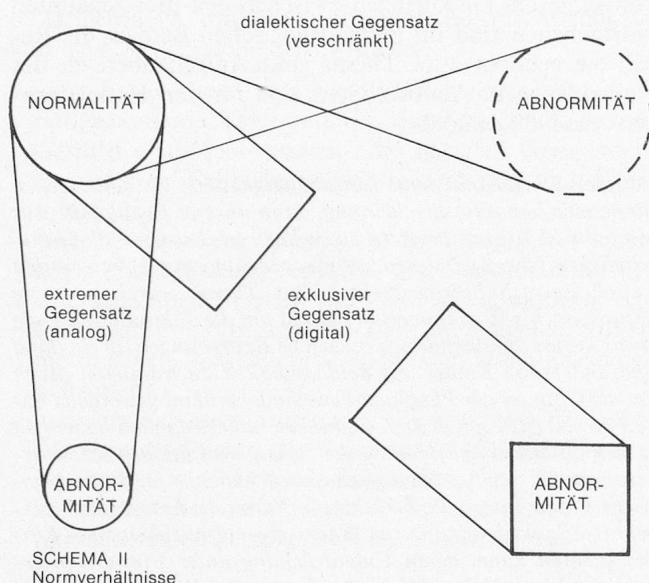 dialektischer Gegensatz
(verschränkt)
NORMALITÄT
ABNORMITÄT
extremer
Gegensatz
(analog)
exklusiver
Gegensatz
(digital)
ABNOR-
MITÄT
ABNOR-
MITÄT
SCHEMA II
Normverhältnisse